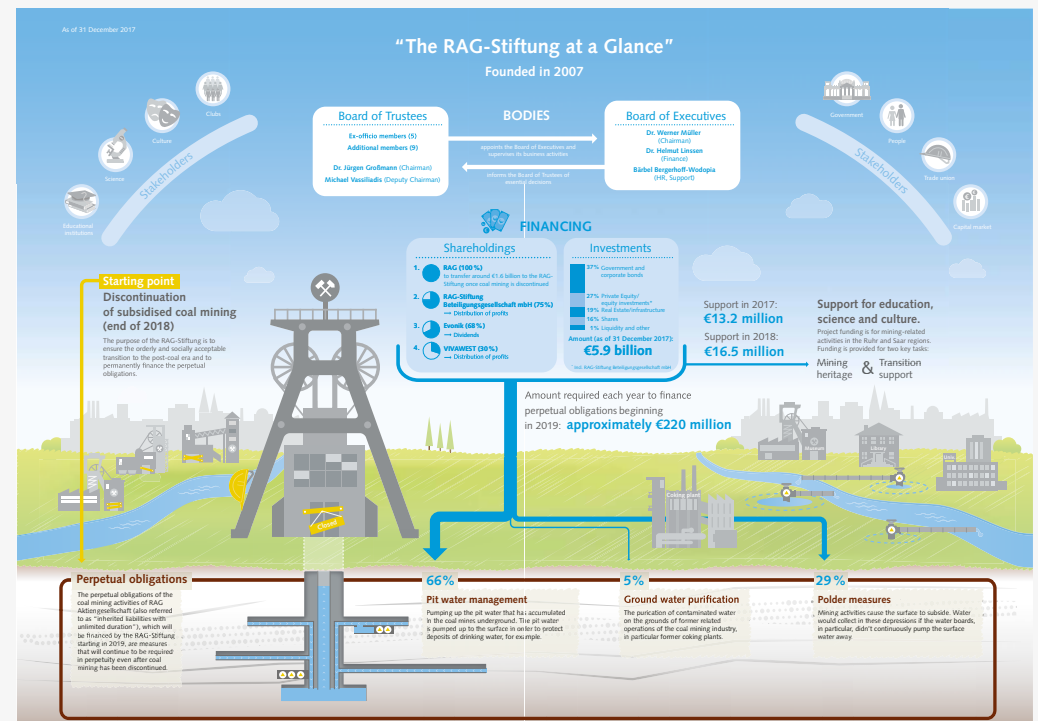 As of 31 December 2017
“The RAG-Stiftung at a Glance”
Founded in 2007
Clubs
Culture
Science
Educational
institutions
Stakeholders
Board of Trustees
Ex-officio members (5)
Additional members (9)
Dr. Jürgen Großmann (Chairman)
Michael Vassiliadis (Deputy Chairman)
BODIES
appoints the Board of Executives and
supervises its business activities
informs the Board of Trustees of
essential decisions
Board of Executives
Dr. Werner Müller
(Chairman)
Dr. Helmut Linssen
(Finance)
Bärbel Bergerhoff-Wodopia
(HR, Support)
Government
People
Trade union
Capital market
Stakeholders
FINANCING
Shareholdings
1. RAG (100 %)
to transfer around €1.6 billion to the RAG-
Stiftung once coal mining is discontinued
2. RAG-Stiftung
Beteiligungsgesellschaft mbH (75%)
→ Distribution of profits
3. Evonik (68 %)
→ Dividends
4. VIVAWEST (30 %)
→ Distribution of profits
Investments
37% Government and
corporate bonds
27% Private Equity/
equity investments*
19% Real Estate/infrastructure
16% Shares
1% Liquidity and other
Amount (as of 31 December 2017):
€5.9 billion
* incl. RAG-Stiftung Beteiligungsgesellschaft mbH
Starting point
Discontinuation
of subsidised coal mining
(end of 2018)
The purpose of the RAG-Stiftung is to
ensure the orderly and socially acceptable
transition to the post-coal era and to
permanently finance the perpetual
obligations.
Support in 2017:
€13.2 million
Support in 2018:
€16.5 million
Support for education,
science and culture.
Project funding is for mining-related
activities in the Ruhr and Saar regions.
Funding is provided for two key tasks:
Mining
heritage
&
Transition
support
Amount required each year to finance
perpetual obligations beginning
in 2019: approximately €220 million
Museum
Library
Coking plant
Closed
Perpetual obligations
The perpetual obligations of the
coal mining activities of RAG
Aktiengesellschaft (also referred
to as “inherited liabilities with
unlimited duration”), which will
be financed by the RAG-Stiftung
starting in 2019, are measures
that will continue to be required
in perpetuity even after coal
mining has been discontinued.
66%
Pit water management
Pumping up the pit water that has accumulated
in the coal mines underground. The pit water
is pumped up to the surface in order to protect
deposits of drinking water, for example.
5%
Ground water purification
The purication of contaminated water
on the grounds of former related
operations of the coal mining industry,
in particular former coking plants.
29 %
Polder measures
Mining activities cause the surface to subside. Water
would collect in these depressions if the water boards,
in particular, didn’t continuously pump the surface
water away.